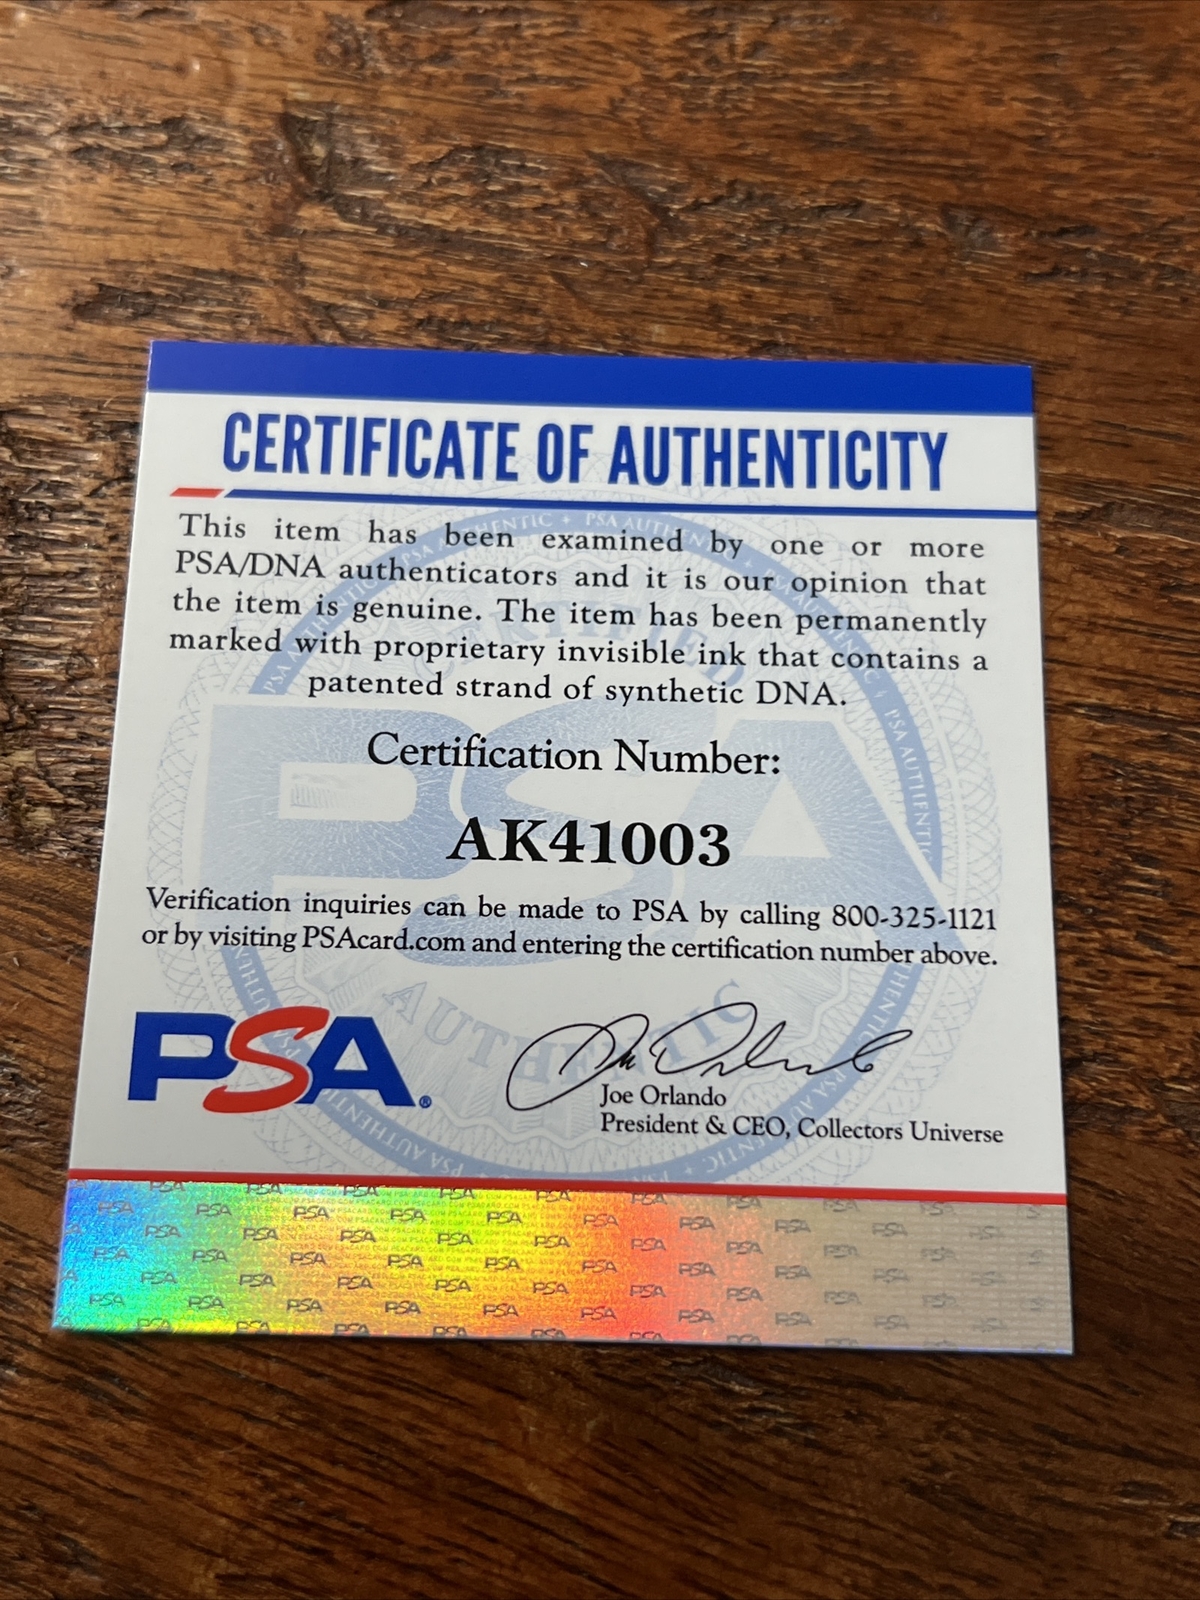 CERTIFICATE OF AUTHENTICITY
This item has been examined by one or more
PSA/DNA authenticators and it is our opinion that
the item is genuine. The item has been permanently
marked with proprietary invisible ink that contains a
patented strand of synthetic DNA.
Certification Number:
AK41003
Verification inquiries can be made to PSA by calling 800-325-1121
or by visiting PSAcard.com and entering the certification number above.
PSA®
Joe Orlando
President & CEO, Collectors Universe